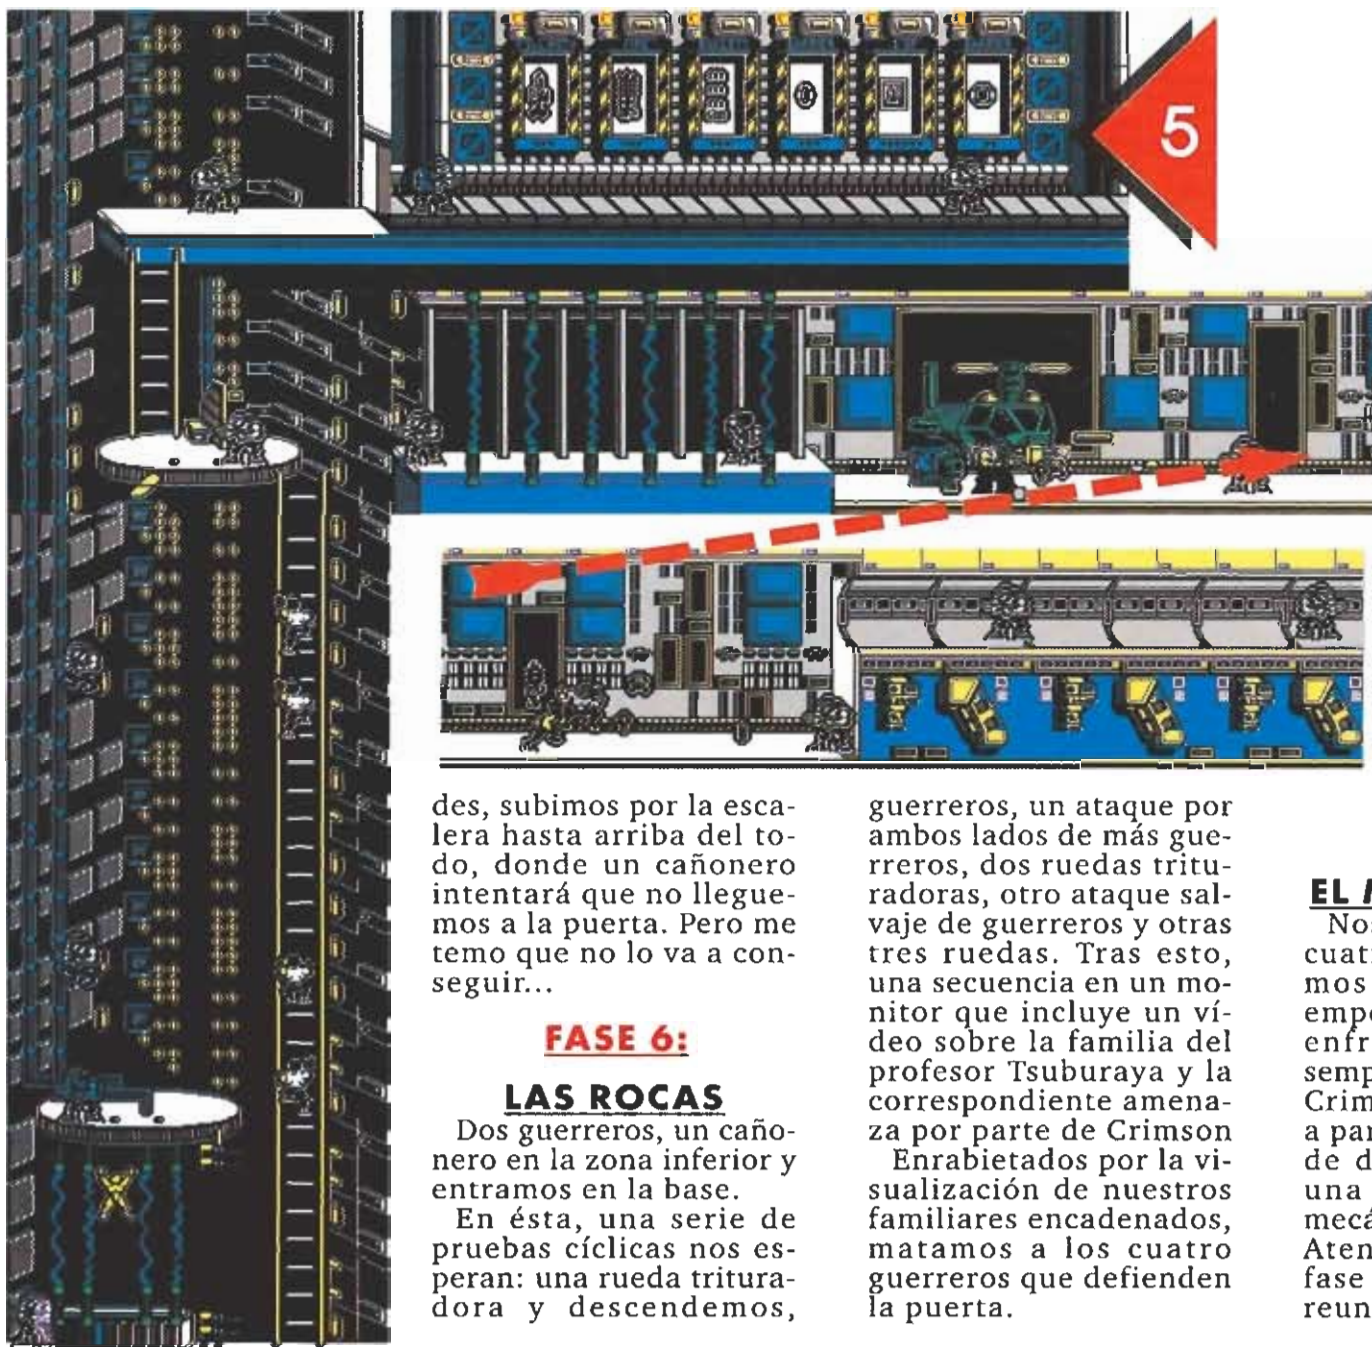 5
des, subimos por la esca-
lera hasta arriba del to-
do, donde un cañonero
intentará que no llegue-
mos a la puerta. Pero me
temo que no lo va a con-
seguir...
FASE 6:
LAS ROCAS
Dos guerreros, un caño-
nero en la zona inferior y
entramos en la base.
En ésta, una serie de
pruebas cíclicas nos es-
peran: una rueda tritura-
dora y descendemos,
guerreros, un ataque por
ambos lados de más gue-
rreros, dos ruedas tritu-
radoras, otro ataque sal-
vaje de guerreros y otras
tres ruedas. Tras esto,
una secuencia en un mo-
nitor que incluye un ví-
deo sobre la familia del
profesor Tsuburaya y la
correspondiente amena-
za por parte de Crimson
Enrabietados por la vi-
sualización de nuestros
familiares encadenados,
matamos a los cuatro
guerreros que defienden
la puerta.
EL
No
cuat
mos
emp
enfr
semp
Crim
a par
de d
una
mecá
Aten
fase
reun